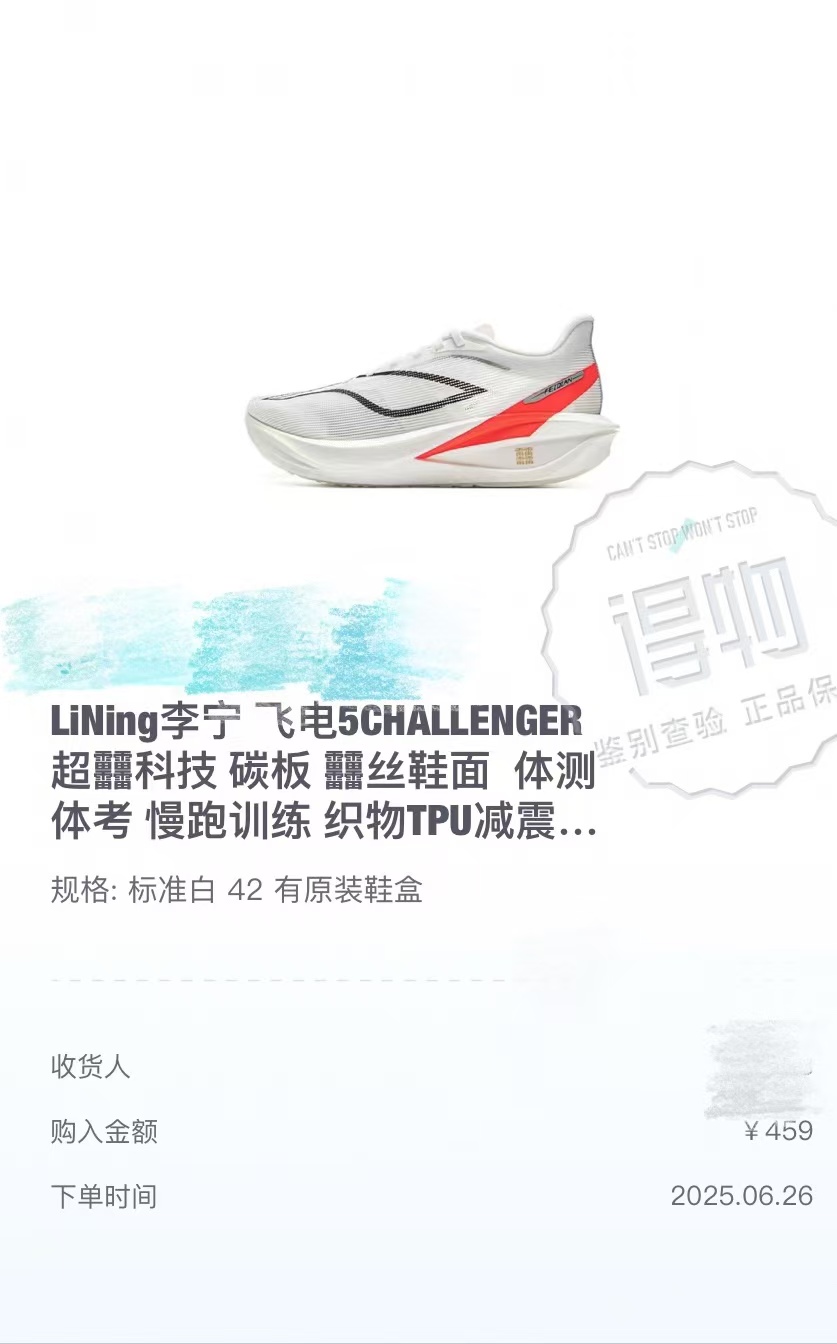 FEIDIAN
CAN'T STOP WON'T STOP
得物
鉴别查验 正品保
LiNing李宁 飞电5CHALLENGER
超䨻科技 碳板 䨻丝鞋面 体测
体考 慢跑训练 织物TPU减震...
规格: 标准白 42 有原装鞋盒
收货人
购入金额
¥459
下单时间
2025.06.26